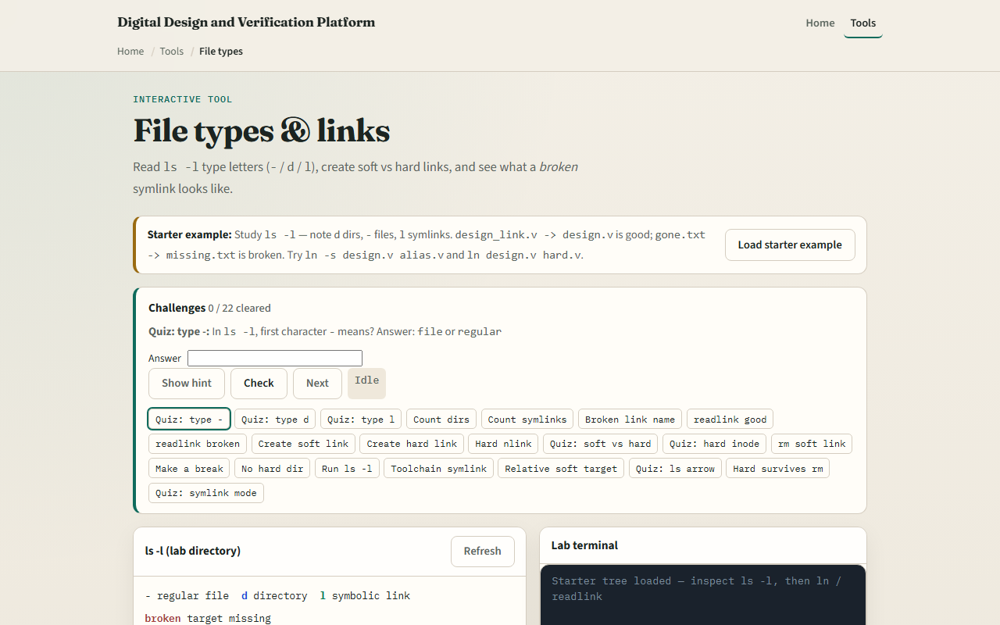 Digital Design and Verification Platform
Home Tools
Home / Tools / File types
INTERACTIVE TOOL
File types & links
Read ls -l type letters (- / d / l), create soft vs hard links, and see what a broken
symlink looks like.
Starter example: Study ls -l — note d dirs, - files, l symlinks. design_link.v -> design.v is good; gone.txt
-> missing.txt is broken. Try ln -s design.v alias.v and ln design.v hard.v.
Load starter example
Challenges 0 / 22 cleared
Quiz: type -: In ls -l, first character - means? Answer: file or regular
Answer
Show hint Check Next Idle
Quiz: type - Quiz: type d Quiz: type l Count dirs Count symlinks Broken link name readlink good
readlink broken Create soft link Create hard link Hard nlink Quiz: soft vs hard Quiz: hard inode rm soft link
Make a break No hard dir Run ls -l Toolchain symlink Relative soft target Quiz: ls arrow Hard survives rm
Quiz: symlink mode
ls -l (lab directory) Refresh
- regular file d directory l symbolic link
broken target missing
Lab terminal
Starter tree loaded — inspect ls -l, then ln /
readlink